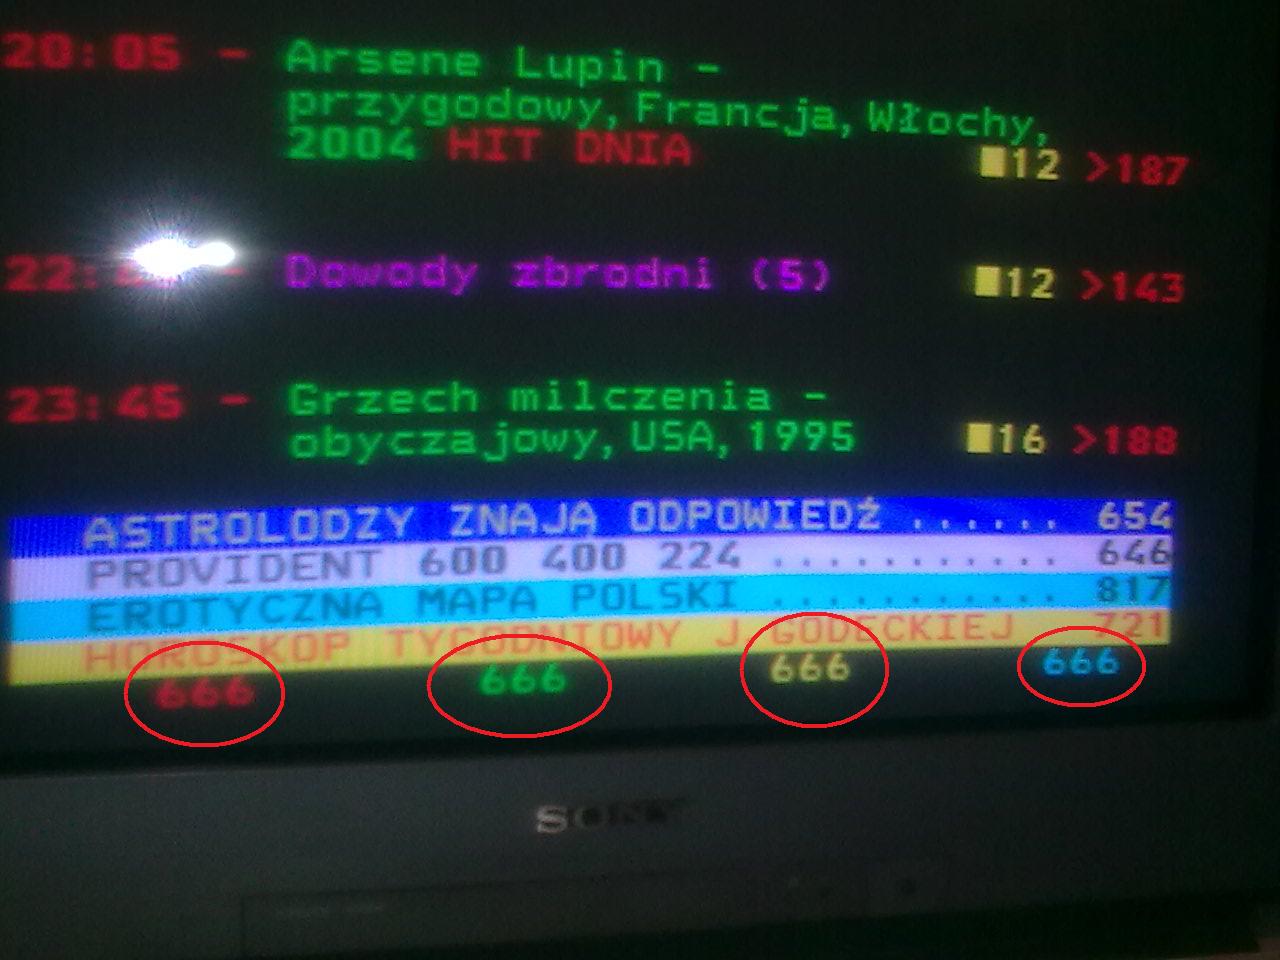 20:05 - Arsene Lupin -
przygodowy, Francja, Włochy,
2004 HIT DNIA ■12 >187
22: - Dowody zbrodni (5) ■12 >143
23:45 - Grzech milczenia -
obyczajowy, USA, 1995 ■16 >188
ASTROLODZY ZNAJĄ ODPOWIEDŹ ...... 654
PROVIDENT 600 400 224 ........... 646
EROTYCZNA MAPA POLSKI ........... 817
HOROSKOP TYGODNIOWY J.GODECKIEJ 721
666 666 666 666
SONY